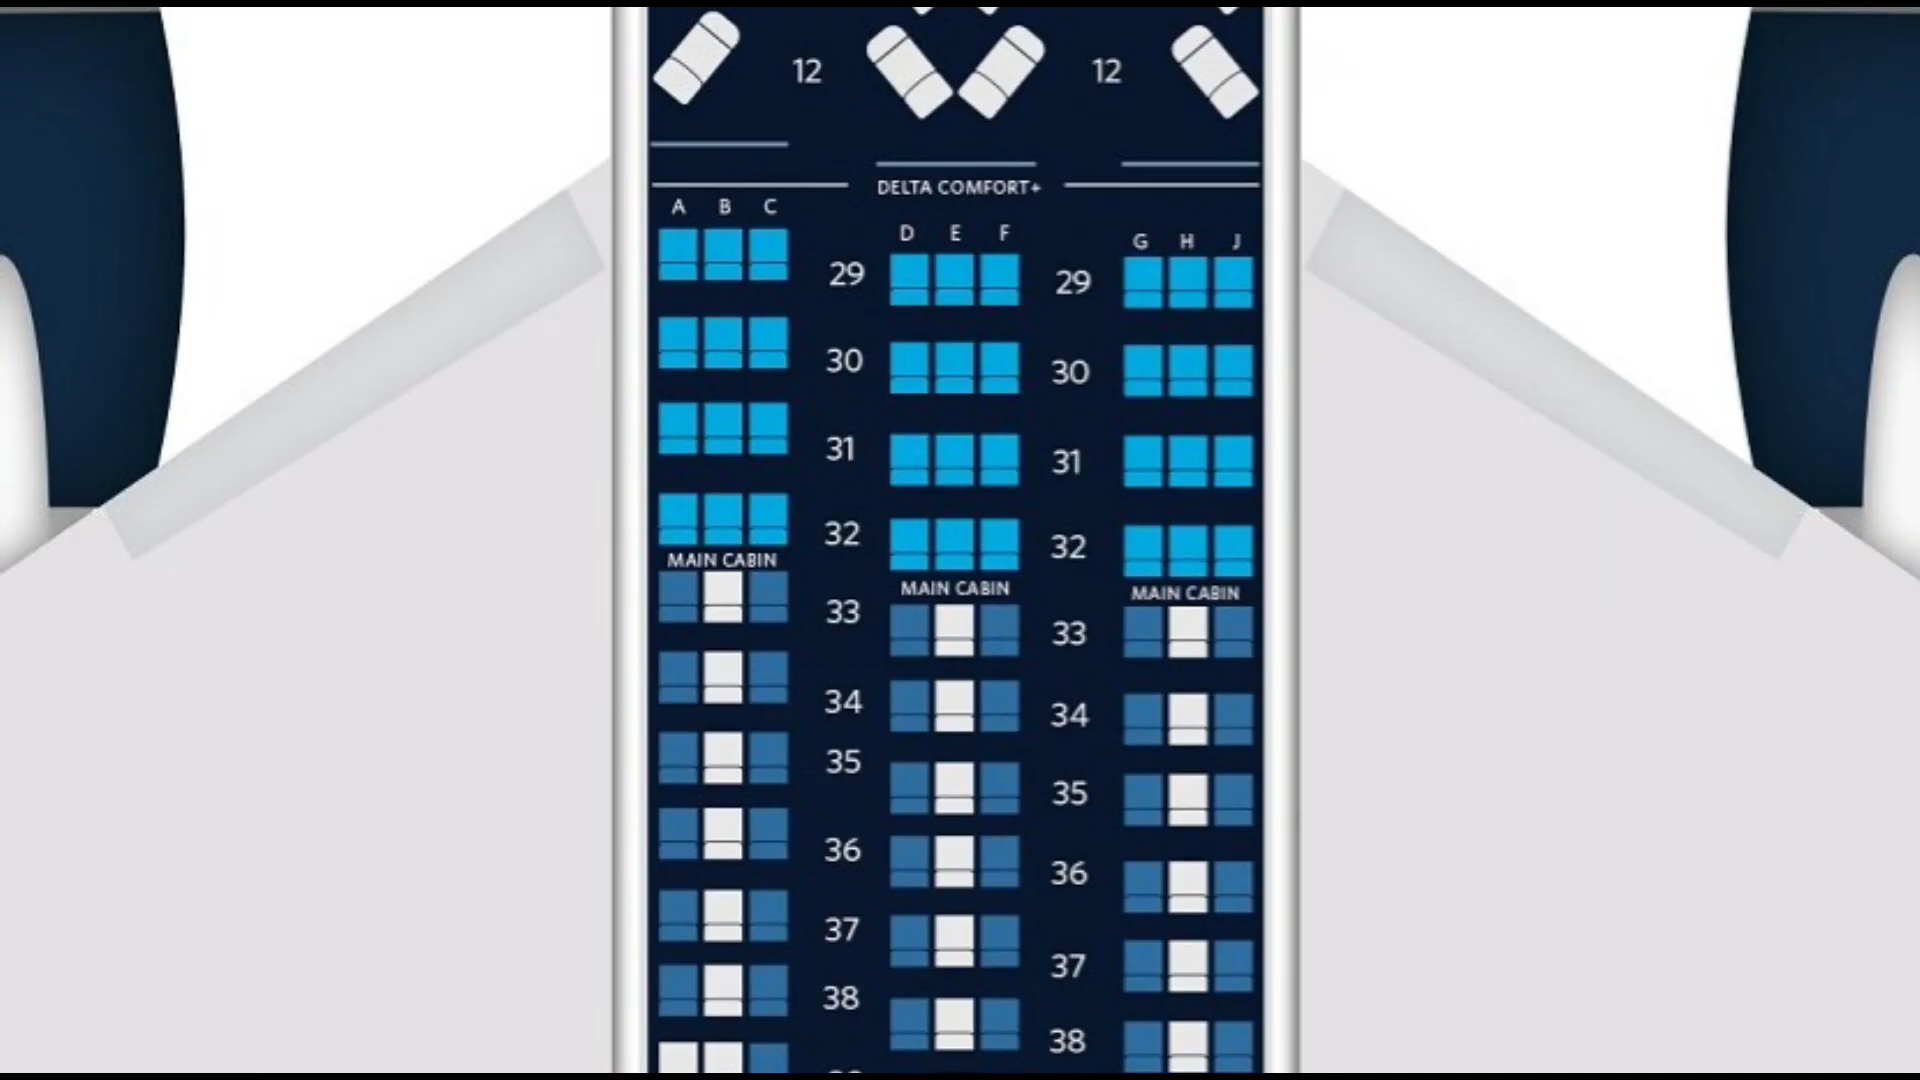 12 12
DELTA COMFORT+
A B C
D E F
G H J
29 29
30 30
31 31
32 32
MAIN CABIN
MAIN CABIN
MAIN CABIN
33 33
34 34
35 35
36 36
37 37
38 38